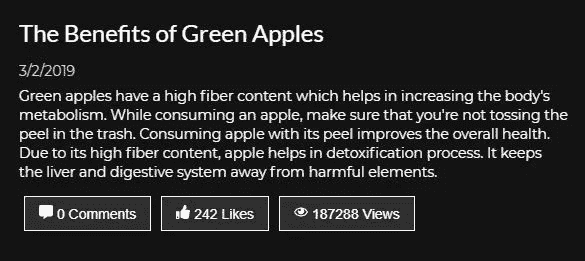 The Benefits of Green Apples
3/2/2019
Green apples have a high fiber content which helps in increasing the body's
metabolism. While consuming an apple, make sure that you're not tossing the
peel in the trash. Consuming apple with its peel improves the overall health.
Due to its high fiber content, apple helps in detoxification process. It keeps
the liver and digestive system away from harmful elements.
0 Comments 242 Likes 187288 Views